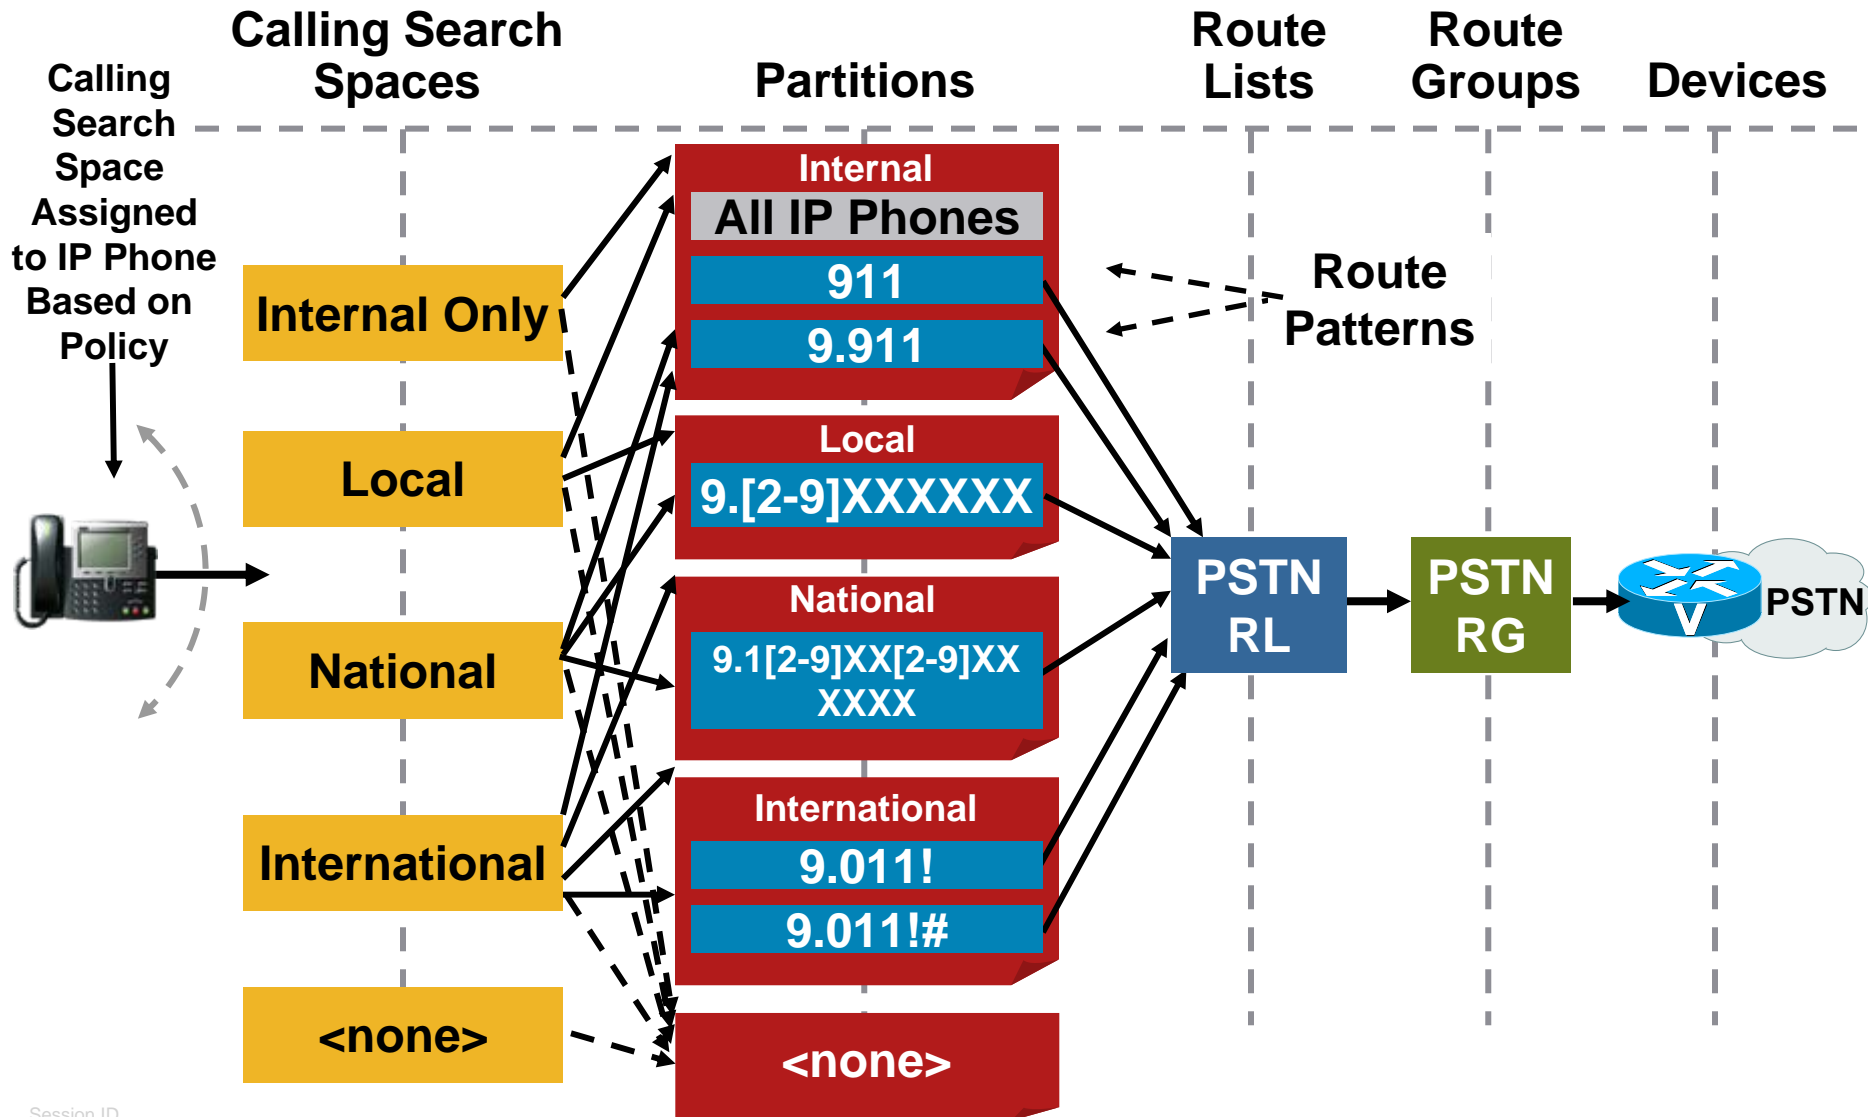 Calling Search
Spaces
Partitions
Route
Lists
Route
Groups
Devices
Calling
Search
Space
Assigned
to IP Phone
Based on
Policy
Internal Only
Local
National
International
<none>
Internal
All IP Phones
911
9.911
Local
9.[2-9]XXXXXX
National
9.1[2-9]XX[2-9]XX
XXXX
International
9.011!
9.011!#
<none>
Route
Patterns
PSTN
RL
PSTN
RG
V
PSTN
Session ID